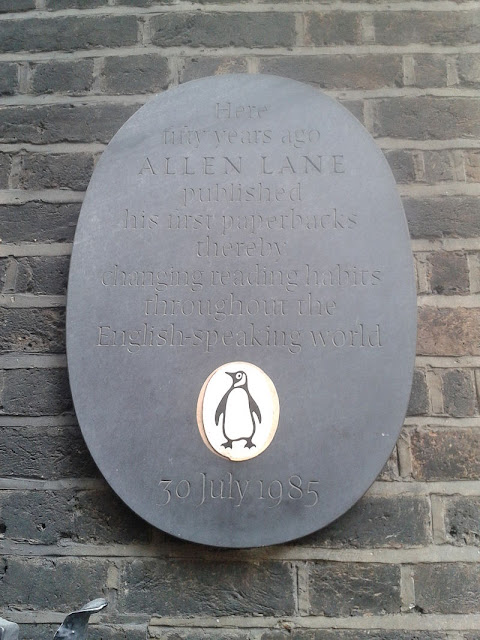 Here
fifty years ago
ALLEN LANE
published
his first paperbacks
thereby
changing reading habits
throughout the
English-speaking world
30 July 1985